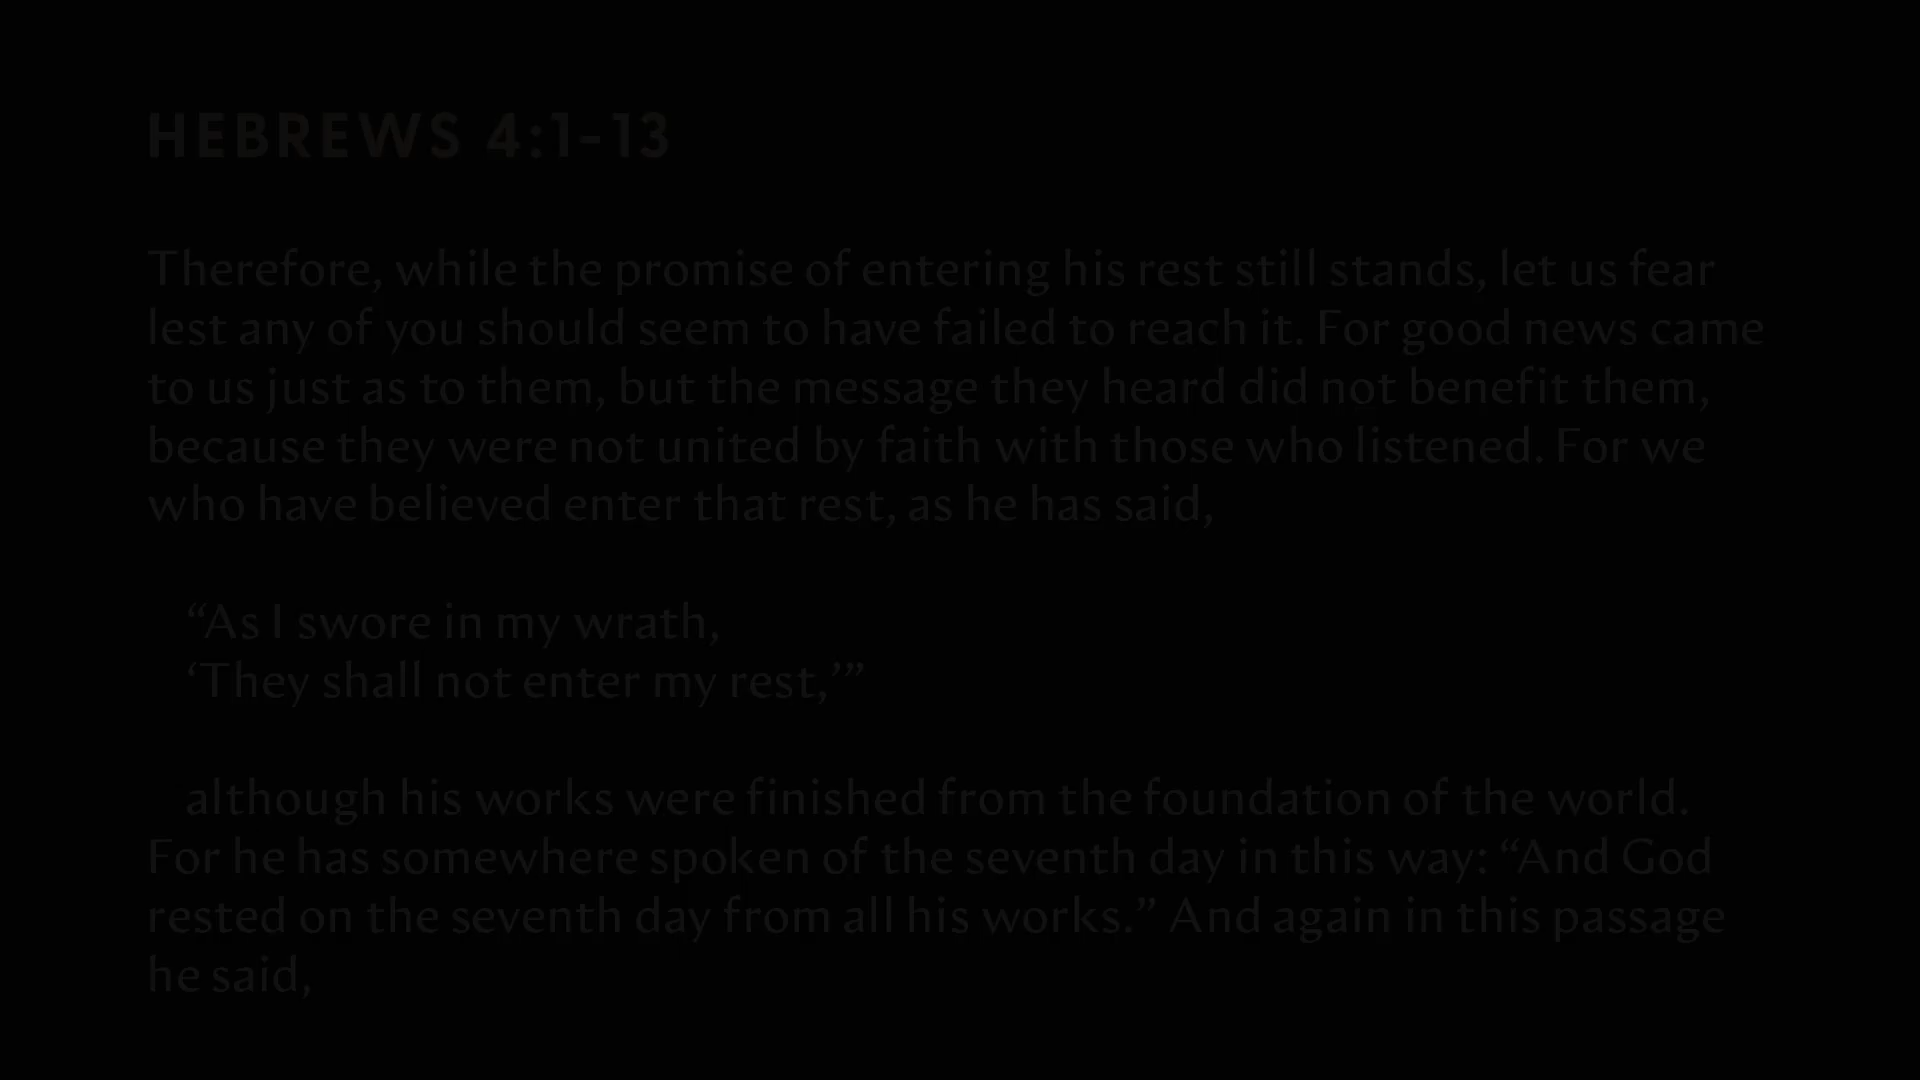 HEBREWS 4:1-13
Therefore, while the promise of entering his rest still stands, let us fear
lest any of you should seem to have failed to reach it. For good news came
to us just as to them, but the message they heard did not benefit them,
because they were not united by faith with those who listened. For we
who have believed enter that rest, as he has said,
“As I swore in my wrath,
‘They shall not enter my rest,’”
although his works were finished from the foundation of the world.
For he has somewhere spoken of the seventh day in this way: “And God
rested on the seventh day from all his works.” And again in this passage
he said,